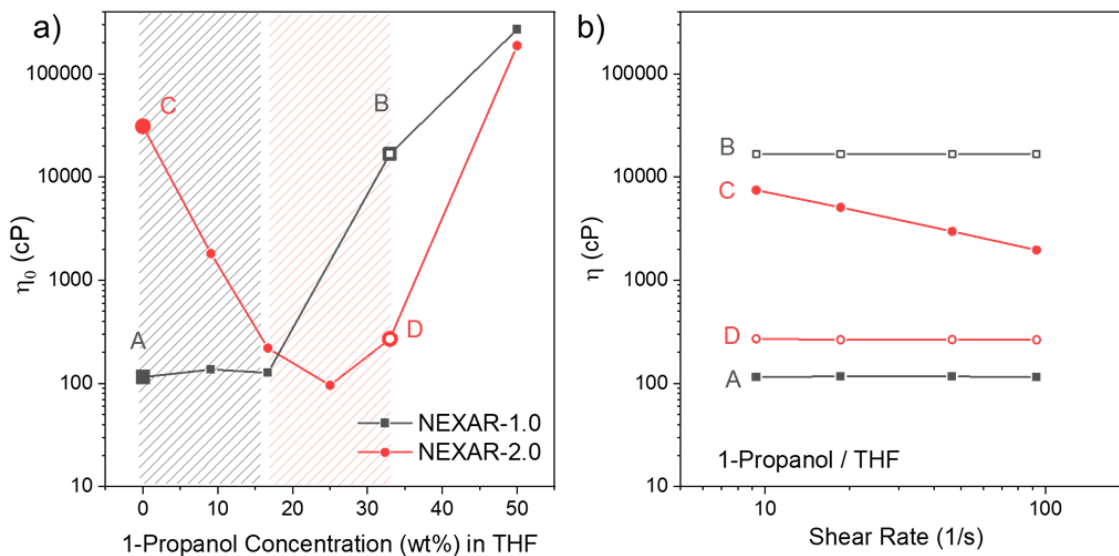 a)
100000
10000
1000
100
10
η₀ (cP)
A
B
C
D
NEXAR-1.0
NEXAR-2.0
0 10 20 30 40 50
1-Propanol Concentration (wt%) in THF
b)
100000
10000
1000
100
10
η (cP)
B
C
D
A
1-Propanol / THF
10 100
Shear Rate (1/s)